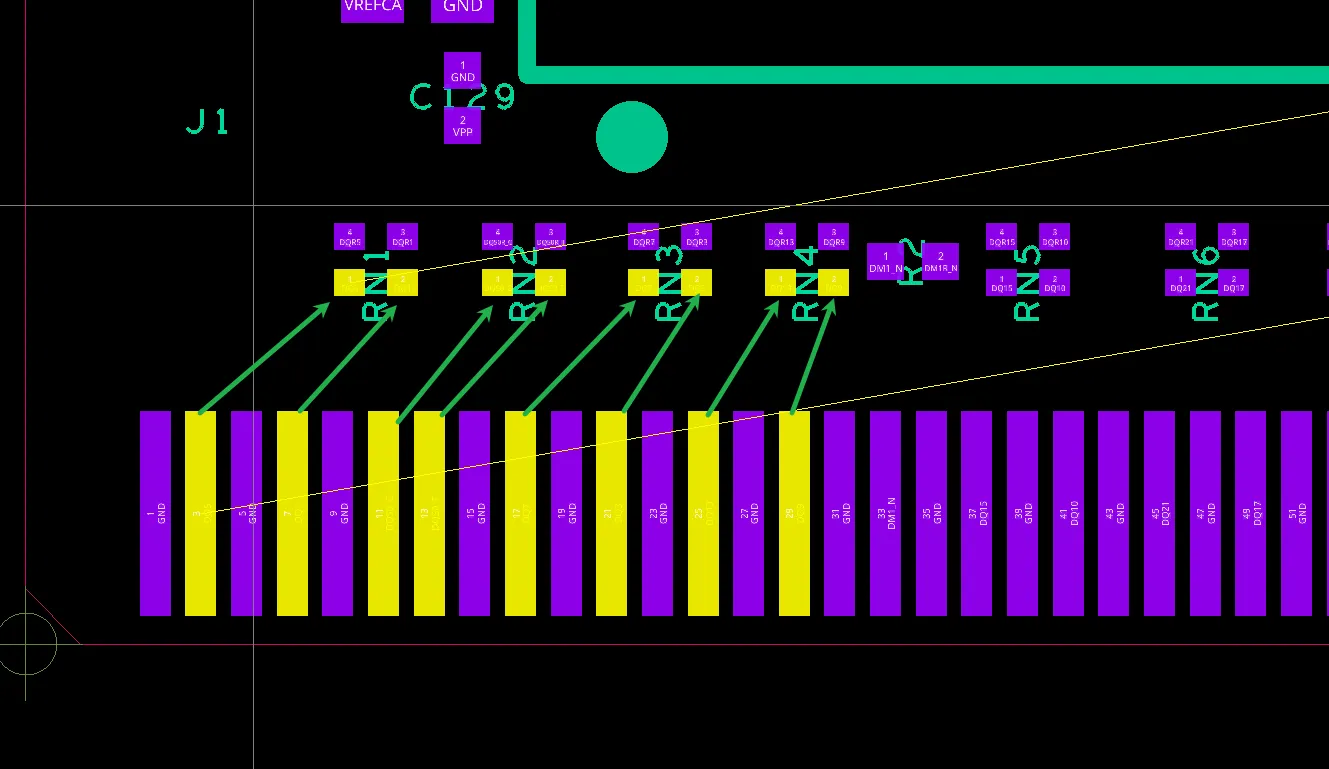 VREFCA
GND
1
GND
C129
2
VPP
J1
4
DQR5
3
DQR1
4
3
4
DQR7
3
DQR3
4
DQR13
3
DQR9
4
DQR15
3
DQR10
4
DQR21
3
DQR17
1
2
RN1
1
2
RN2
1
2
RN3
1
2
RN4
1
DM1_N
2
DM1R_N
R2
1
DQ15
2
DQ10
RN5
1
DQ21
2
DQ17
RN6
1
GND
3
5
GND
7
9
GND
11
13
15
GND
17
19
GND
21
23
GND
25
27
GND
29
31
GND
33
DM1_N
35
GND
37
DQ15
39
GND
41
DQ10
43
GND
45
DQ21
47
GND
49
DQ17
51
GND